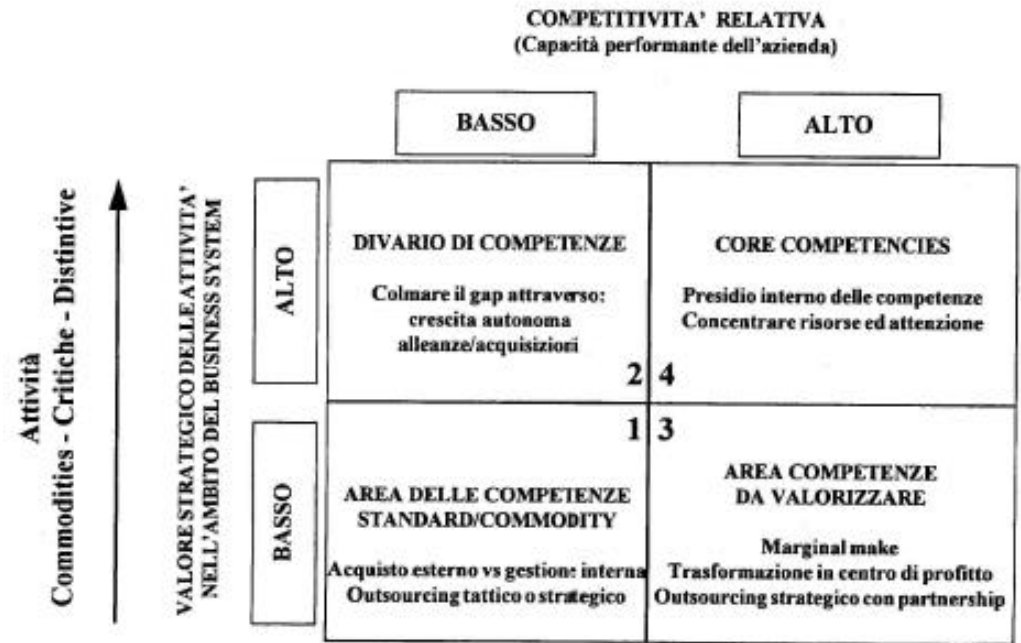 COMPETITIVITA' RELATIVA
(Capacità performante dell'azienda)
BASSO
ALTO
Attività
Commodities - Critiche - Distintive
VALORE STRATEGICO DELLE ATTIVITA'
NELL'AMBITO DEL BUSINESS SYSTEM
ALTO
DIVARIO DI COMPETENZE
Colmare il gap attraverso:
crescita autonoma
alleanze/acquisiziori
2
CORE COMPETENCIES
Presidio interno delle competenze
Concentrare risorse ed attenzione
4
BASSO
1
AREA DELLE COMPETENZE
STANDARD/COMMODITY
Acquisto esterno vs gestione interna
Outsourcing tattico o strategico
3
AREA COMPETENZE
DA VALORIZZARE
Marginal make
Trasformazione in centro di profitto
Outsourcing strategico con partnership